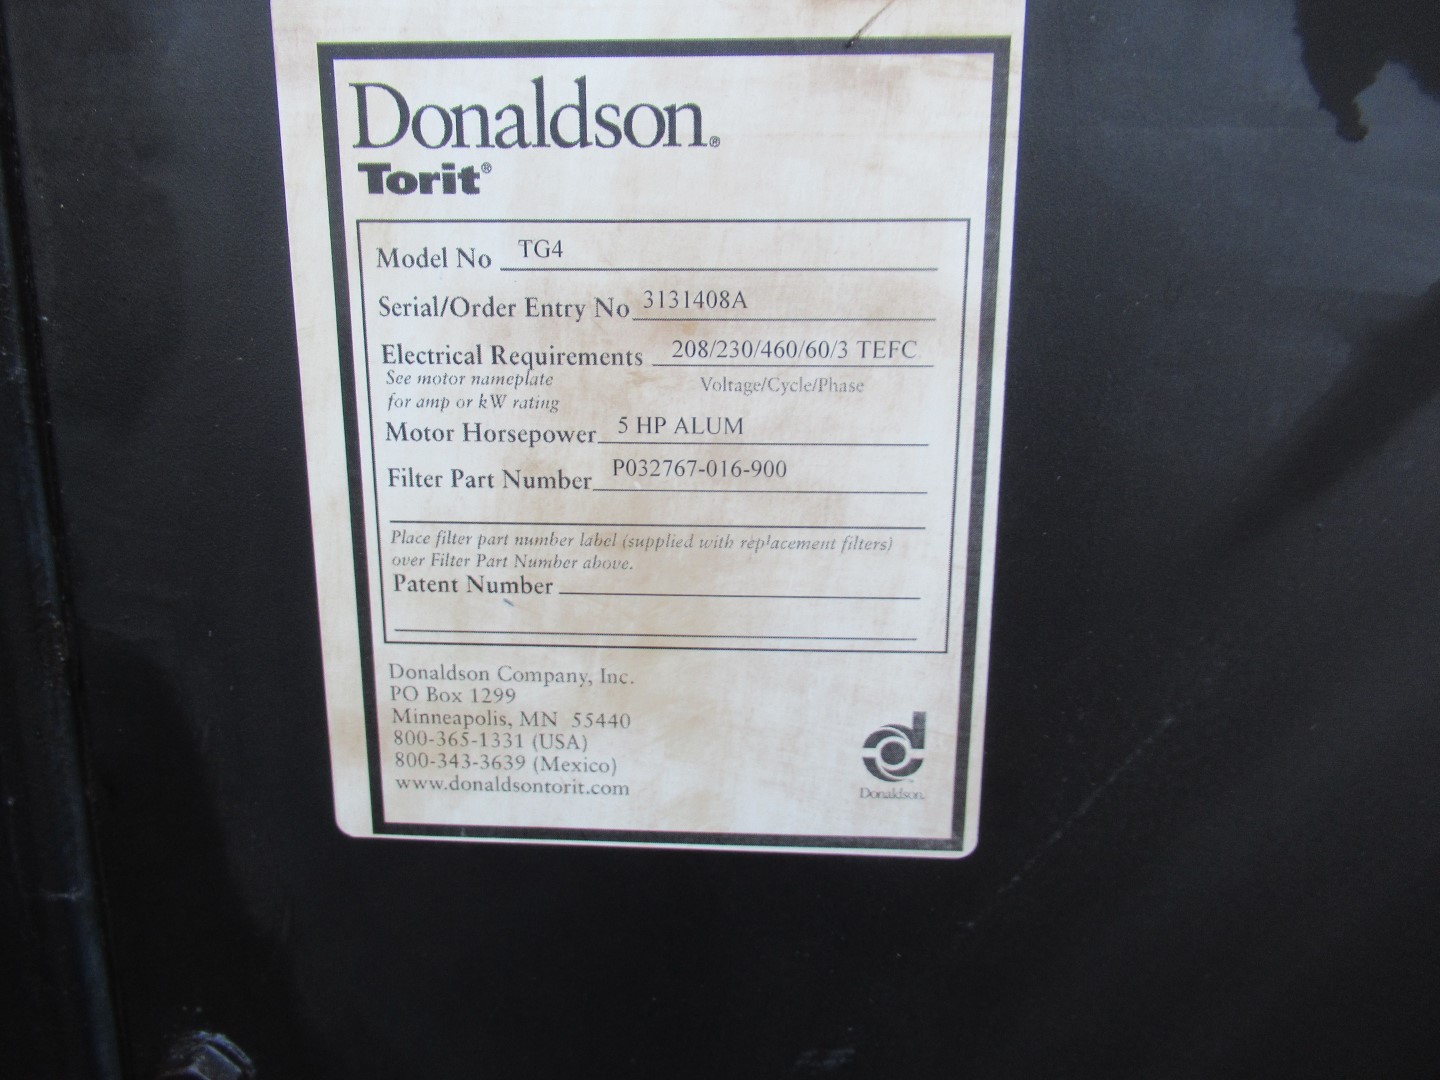 Donaldson®
Torit®
Model No TG4
Serial/Order Entry No 3131408A
Electrical Requirements 208/230/460/60/3 TEFC
See motor nameplate Voltage/Cycle/Phase
for amp or kW rating
Motor Horsepower 5 HP ALUM
Filter Part Number P032767-016-900
Place filter part number label (supplied with replacement filters)
over Filter Part Number above.
Patent Number
Donaldson Company, Inc.
PO Box 1299
Minneapolis, MN 55440
800-365-1331 (USA)
800-343-3639 (Mexico)
www.donaldsontorit.com
Donaldson.